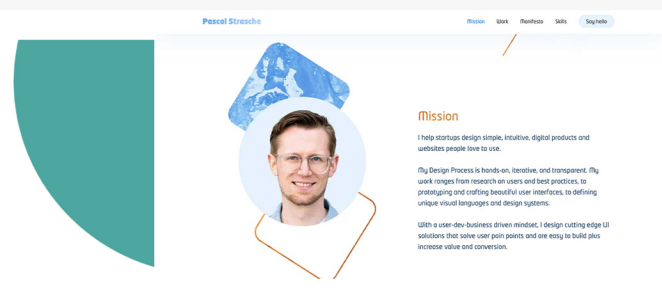 Pascal Strasche
Mission Work Manifesto Skills Say hello
Mission
I help startups design simple, intuitive, digital products and
websites people love to use.
My Design Process is hands-on, iterative, and transparent. My
work ranges from research on users and best practices, to
prototyping and crafting beautiful user interfaces, to defining
unique visual languages and design systems.
With a user-dev-business driven mindset, I design cutting edge UI
solutions that solve user pain points and are easy to build plus
increase value and conversion.